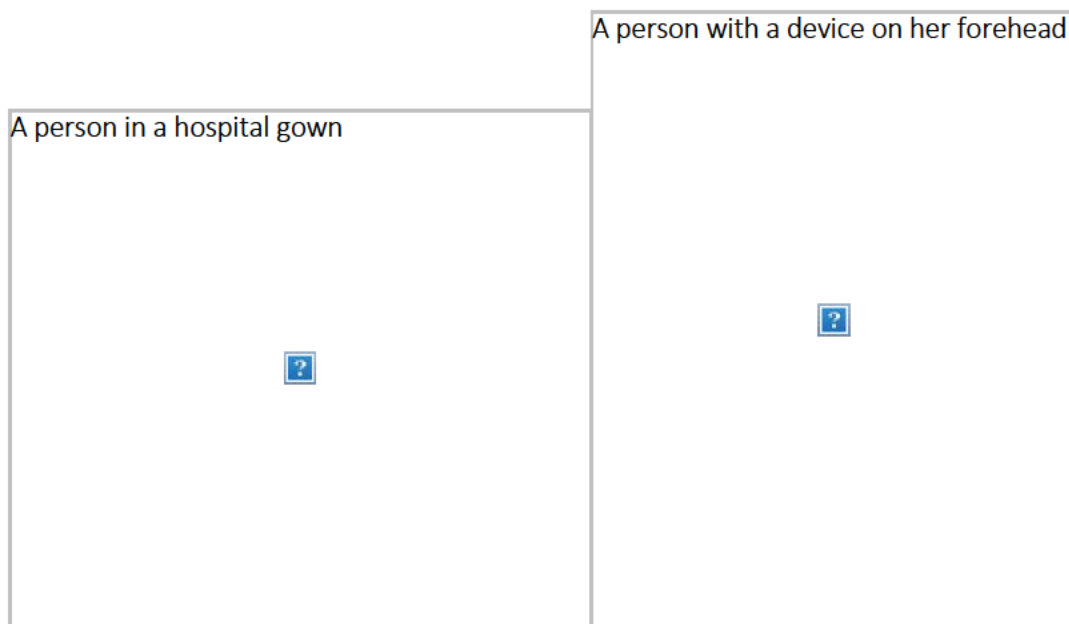 A person with a device on her forehead
A person in a hospital gown